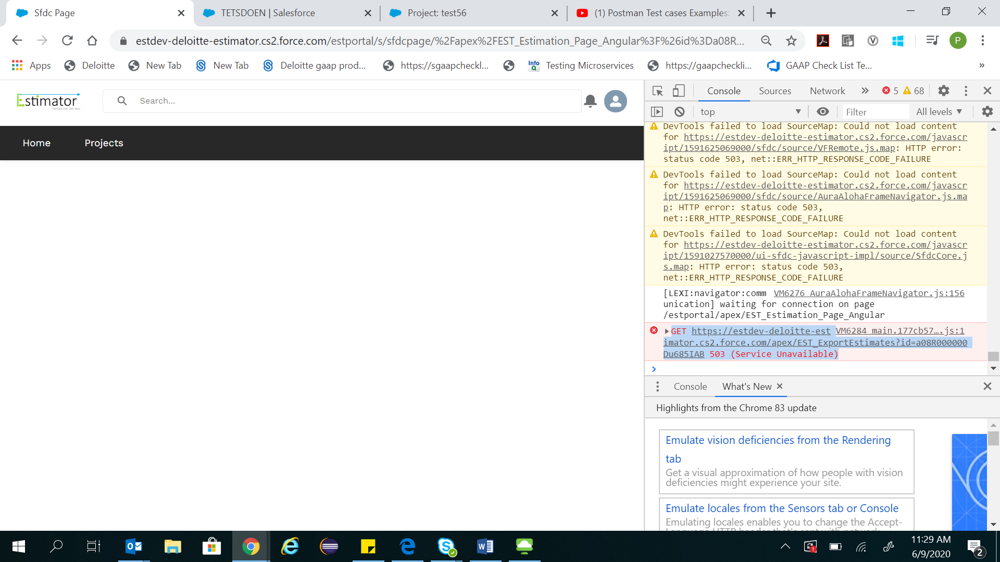 Sfdc Page
TETSDOEN | Salesforce
Project: test56
(1) Postman Test cases Examples:
estdev-deloitte-estimator.cs2.force.com/estportal/s/sfdcpage/%2Fapex%2FEST_Estimation_Page_Angular%3F%26id%3Da08R...
P
Apps
Deloitte
New Tab
New Tab
Deloitte gaap prod...
https://sgaapcheckl...
Info Q
Testing Microservices
https://gaapcheckli...
GAAP Check List Te...
»
Estimator
Search...
Home
Projects
Console
Sources
Network
»
5
68
top
Filter
All levels
DevTools failed to load SourceMap: Could not load content
for https://estdev-deloitte-estimator.cs2.force.com/javascr
ipt/1591625069000/sfdc/source/VFRemote.js.map: HTTP error:
status code 503, net::ERR_HTTP_RESPONSE_CODE_FAILURE
DevTools failed to load SourceMap: Could not load content
for https://estdev-deloitte-estimator.cs2.force.com/javascr
ipt/1591625069000/sfdc/source/AuraAlohaFrameNavigator.js.ma
p: HTTP error: status code 503,
net::ERR_HTTP_RESPONSE_CODE_FAILURE
DevTools failed to load SourceMap: Could not load content
for https://estdev-deloitte-estimator.cs2.force.com/javascr
ipt/1591027570000/ui-sfdc-javascript-impl/source/SfdcCore.j
s.map: HTTP error: status code 503,
net::ERR_HTTP_RESPONSE_CODE_FAILURE
[LEXI:navigator:comm VM6276 AuraAlohaFrameNavigator.js:156
unication] waiting for connection on page
/estportal/apex/EST_Estimation_Page_Angular
GET https://estdev-deloitte-est VM6284 main.177cb57….js:1
imator.cs2.force.com/apex/EST_ExportEstimates?id=a08R000000
Du685IAB 503 (Service Unavailable)
Console
What's New
Highlights from the Chrome 83 update
Emulate vision deficiencies from the Rendering
tab
Get a visual approximation of how people with vision
deficiencies might experience your site.
Emulate locales from the Sensors tab or Console
Emulating locales enables you to change the Accept-
11:29 AM
6/9/2020
2